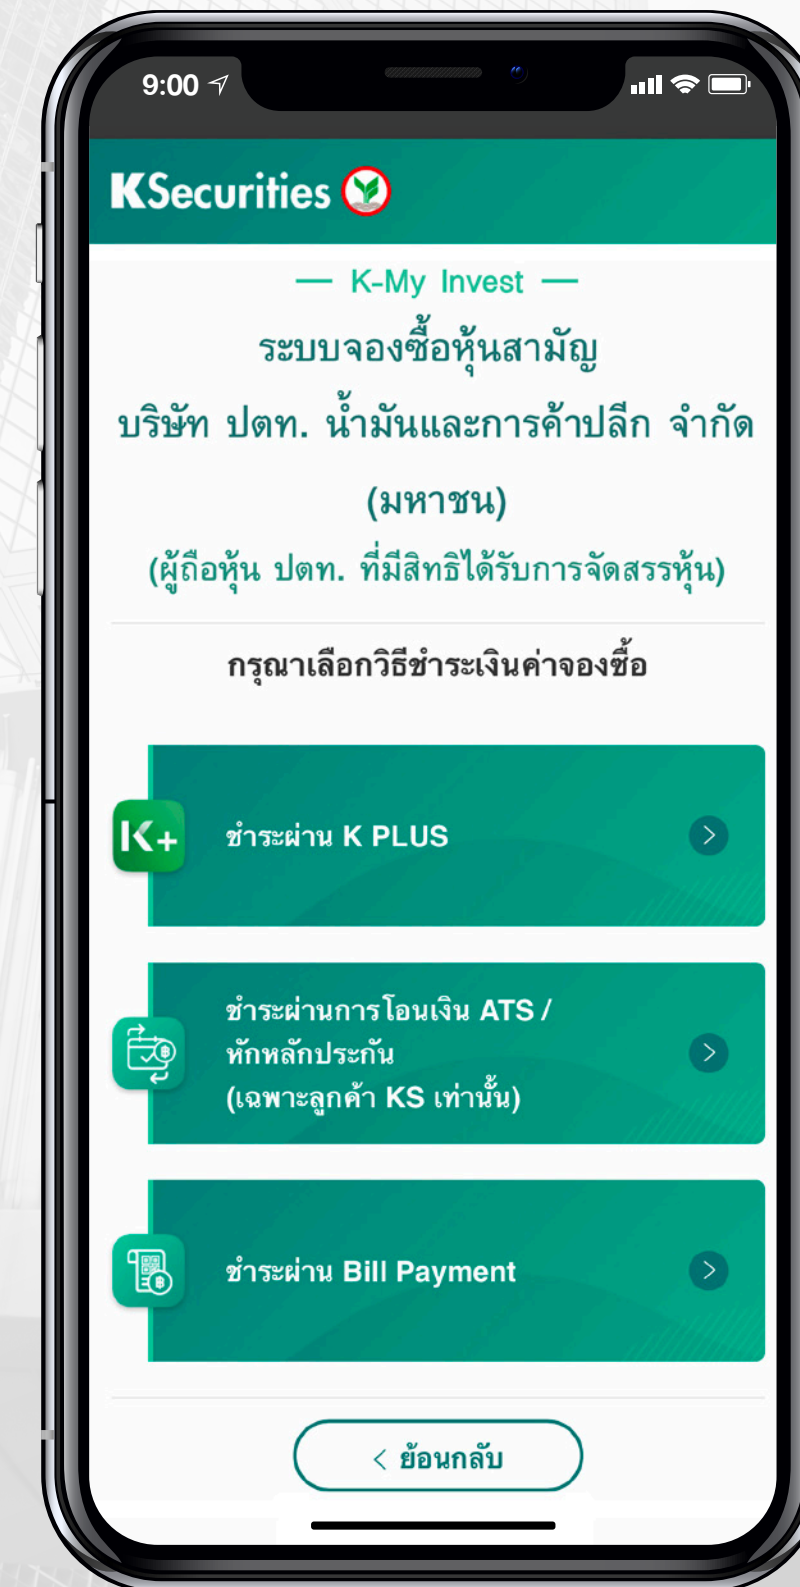 9:00
KSecurities
— K-My Invest —
ระบบจองซื้อหุ้นสามัญ
บริษัท ปตท. น้ำมันและการค้าปลีก จำกัด
(มหาชน)
(ผู้ถือหุ้น ปตท. ที่มีสิทธิได้รับการจัดสรรหุ้น)
กรุณาเลือกวิธีชำระเงินค่าจองซื้อ
K+
ชำระผ่าน K PLUS
ชำระผ่านการโอนเงิน ATS /
หักหลักประกัน
(เฉพาะลูกค้า KS เท่านั้น)
ชำระผ่าน Bill Payment
< ย้อนกลับ